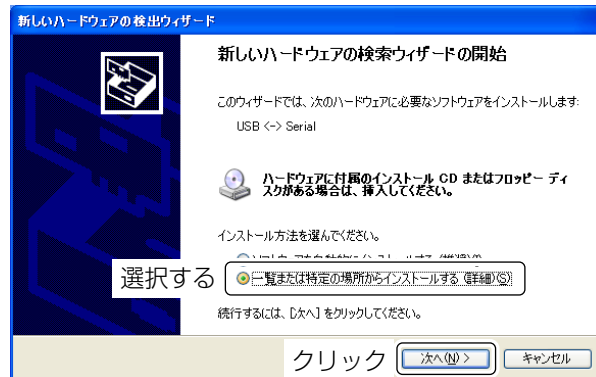 新しいハードウェアの検出ウィザード
新しいハードウェアの検索ウィザードの開始
このウィザードでは、次のハードウェアに必要なソフトウェアをインストールします:
USB <-> Serial
ハードウェアに付属のインストール CD またはフロッピー ディ
スクがある場合は、挿入してください。
インストール方法を選んでください。
選択する
一覧または特定の場所からインストールする (詳細)(S)
続行するには、[次へ] をクリックしてください。
クリック 次へ(N) > キャンセル